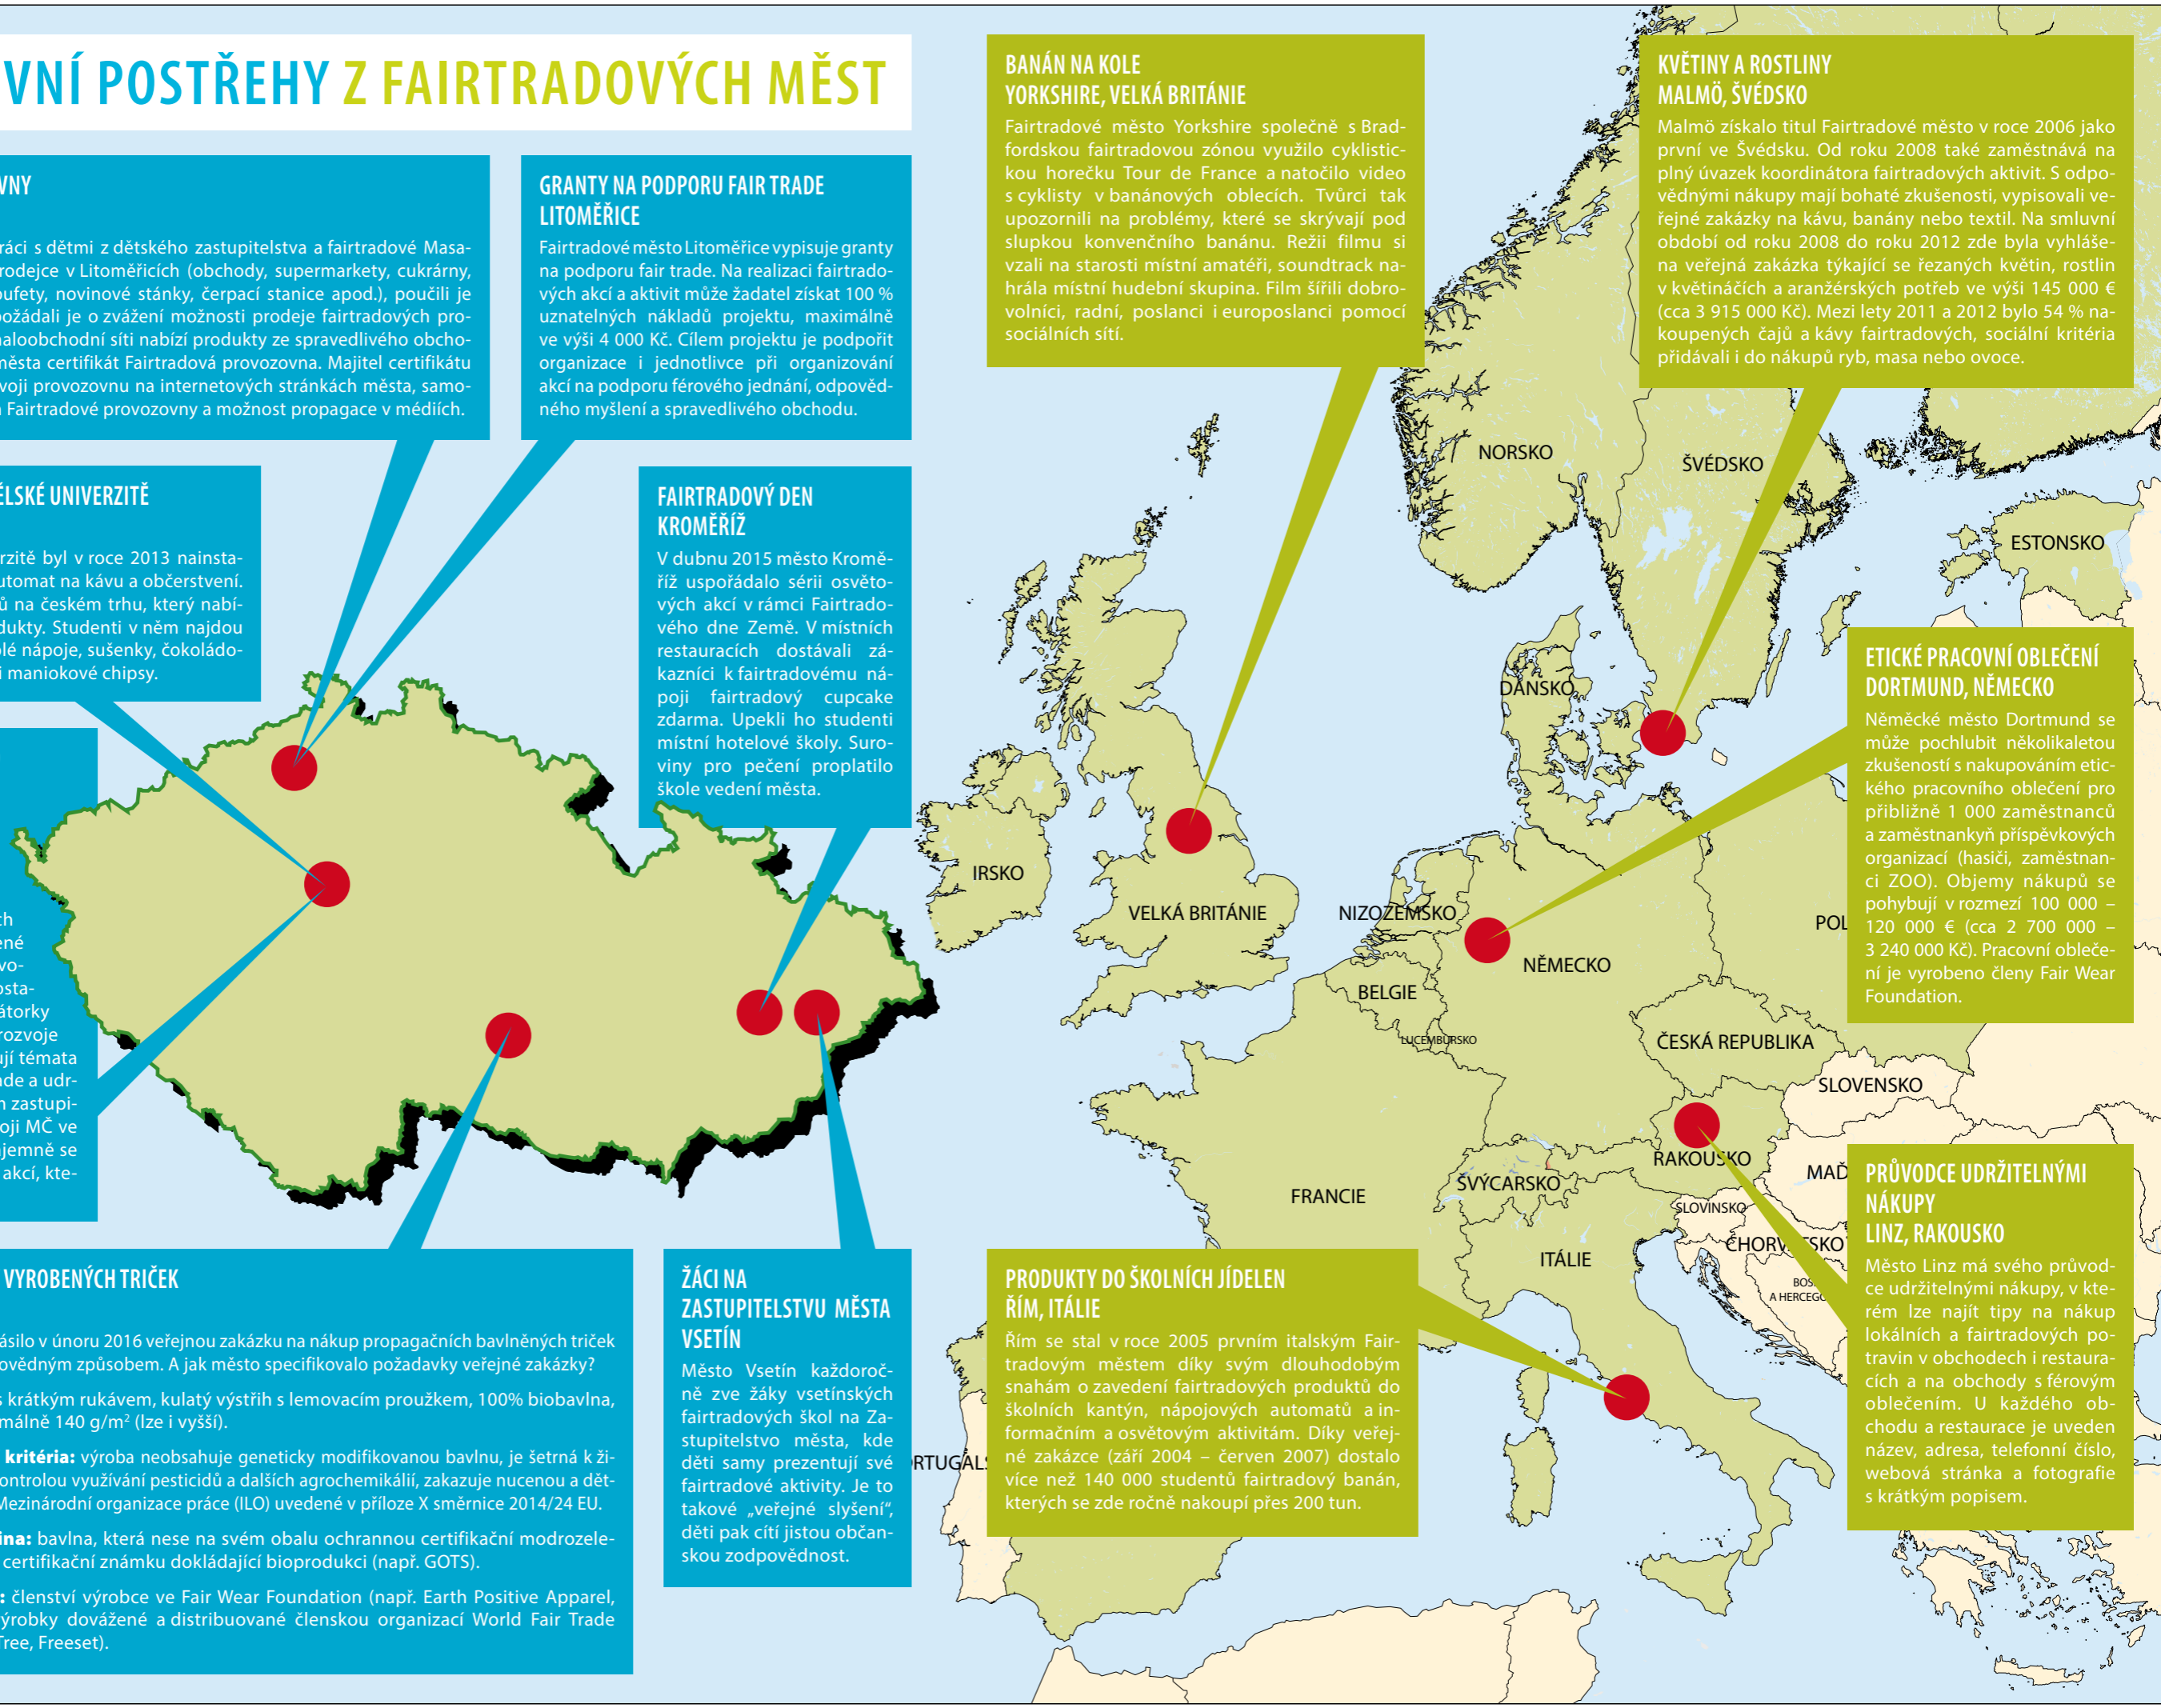 VNÍ POSTŘEHY Z FAIRTRADOVÝCH MĚST
VNY
ráci s dětmi z dětského zastupitelstva a fairtradové Masa-
rodejce v Litoměřicích (obchody, supermarkety, cukrárny,
oufety, novinové stánky, čerpací stanice apod.), poučili je
požádali je o zvážení možnosti prodeje fairtradových pro-
naloobchodní síti nabízí produkty ze spravedlivého obcho-
města certifikát Fairtradová provozovna. Majitel certifikátu
voji provozovnu na internetových stránkách města, samo-
a Fairtradové provozovny a možnost propagace v médiích.
GRANTY NA PODPORU FAIR TRADE
LITOMĚŘICE
Fairtradové město Litoměřice vypisuje granty
na podporu fair trade. Na realizaci fairtrado-
vých akcí a aktivit může žadatel získat 100 %
uznatelných nákladů projektu, maximálně
ve výši 4 000 Kč. Cílem projektu je podpořit
organizace i jednotlivce při organizování
akcí na podporu férového jednání, odpověd-
ného myšlení a spravedlivého obchodu.
ĚLSKÉ UNIVERZITĚ
rzitě byl v roce 2013 nainsta-
utomat na kávu a občerstvení.
ů na českém trhu, který nabí-
dukty. Studenti v něm najdou
plé nápoje, sušenky, čokoládo-
i maniokové chipsy.
FAIRTRADOVÝ DEN
KROMĚŘÍŽ
V dubnu 2015 město Kromě-
říž uspořádalo sérii osvěto-
vých akcí v rámci Fairtrado-
vého dne Země. V místních
restauracích dostávali zá-
kazníci k fairtradovému ná-
poji fairtradový cupcake
zdarma. Upekli ho studenti
místní hotelové školy. Suro-
viny pro pečení proplatilo
škole vedení města.
ch
ené
vo-
osta-
átorky
rozvoje
ují témata
ade a udr-
n zastupi-
oji MČ ve
ájemně se
akcí, kte-
VYROBENÝCH TRIČEK
ásilo v únoru 2016 veřejnou zakázku na nákup propagačních bavlněných triček
ovědným způsobem. A jak město specifikovalo požadavky veřejné zakázky?
s krátkým rukávem, kulatý výstřih s lemovacím proužkem, 100% biobavlna,
málně 140 g/m² (lze i vyšší).
kritéria: výroba neobsahuje geneticky modifikovanou bavlnu, je šetrná k ži-
ontrolou využívání pesticidů a dalších agrochemikálií, zakazuje nucenou a dět-
Mezinárodní organizace práce (ILO) uvedené v příloze X směrnice 2014/24 EU.
ina: bavlna, která nese na svém obalu ochrannou certifikační modrozele-
certifikační známku dokládající bioprodukci (např. GOTS).
: členství výrobce ve Fair Wear Foundation (např. Earth Positive Apparel,
výrobky dovážené a distribuované členskou organizací World Fair Trade
Tree, Freeset).
ŽÁCI NA
ZASTUPITELSTVU MĚSTA
VSETÍN
Město Vsetín každoroč-
ně zve žáky vsetínských
fairtradových škol na Za-
stupitelstvo města, kde
děti samy prezentují své
fairtradové aktivity. Je to
takové „veřejné slyšení“,
děti pak cítí jistou občan-
skou zodpovědnost.
BANÁN NA KOLE
YORKSHIRE, VELKÁ BRITÁNIE
Fairtradové město Yorkshire společně s Brad-
fordskou fairtradovou zónou využilo cyklistic-
kou horečku Tour de France a natočilo video
s cyklisty v banánových oblecích. Tvůrci tak
upozornili na problémy, které se skrývají pod
slupkou konvenčního banánu. Režii filmu si
vzali na starosti místní amatéři, soundtrack na-
hrála místní hudební skupina. Film šířili dobro-
volníci, radní, poslanci i europoslanci pomocí
sociálních sítí.
KVĚTINY A ROSTLINY
MALMÖ, ŠVÉDSKO
Malmö získalo titul Fairtradové město v roce 2006 jako
první ve Švédsku. Od roku 2008 také zaměstnává na
plný úvazek koordinátora fairtradových aktivit. S odpo-
vědnými nákupy mají bohaté zkušenosti, vypisovali ve-
řejné zakázky na kávu, banány nebo textil. Na smluvní
období od roku 2008 do roku 2012 zde byla vyhláše-
na veřejná zakázka týkající se řezaných květin, rostlin
v květináčích a aranžérských potřeb ve výši 145 000 €
(cca 3 915 000 Kč). Mezi lety 2011 a 2012 bylo 54 % na-
koupených čajů a kávy fairtradových, sociální kritéria
přidávali i do nákupů ryb, masa nebo ovoce.
NORSKO
ŠVÉDSKO
ESTONSKO
DÁNSKO
IRSKO
VELKÁ BRITÁNIE
NIZOZEMSKO
POL
NĚMECKO
BELGIE
LUCEMBURSKO
ČESKÁ REPUBLIKA
SLOVENSKO
RAKOUSKO
MAĎ
ŠVÝCARSKO
FRANCIE
SLOVINSKO
CHORVATSKO
ITÁLIE
BOS
A HERCEGO
RTUGALS
ETICKÉ PRACOVNÍ OBLEČENÍ
DORTMUND, NĚMECKO
Německé město Dortmund se
může pochlubit několikaletou
zkušeností s nakupováním etic-
kého pracovního oblečení pro
přibližně 1 000 zaměstnanců
a zaměstnankyň příspěvkových
organizací (hasiči, zaměstnan-
ci ZOO). Objemy nákupů se
pohybují v rozmezí 100 000 –
120 000 € (cca 2 700 000 –
3 240 000 Kč). Pracovní obleče-
ní je vyrobeno členy Fair Wear
Foundation.
PRODUKTY DO ŠKOLNÍCH JÍDELEN
ŘÍM, ITÁLIE
Řím se stal v roce 2005 prvním italským Fair-
tradovým městem díky svým dlouhodobým
snahám o zavedení fairtradových produktů do
školních kantýn, nápojových automatů a in-
formačním a osvětovým aktivitám. Díky veřej-
né zakázce (září 2004 – červen 2007) dostalo
více než 140 000 studentů fairtradový banán,
kterých se zde ročně nakoupí přes 200 tun.
PRŮVODCE UDRŽITELNÝMI
NÁKUPY
LINZ, RAKOUSKO
Město Linz má svého průvod-
ce udržitelnými nákupy, v kte-
rém lze najít tipy na nákup
lokálních a fairtradových po-
travin v obchodech i restaura-
cích a na obchody s férovým
oblečením. U každého ob-
chodu a restaurace je uveden
název, adresa, telefonní číslo,
webová stránka a fotografie
s krátkým popisem.